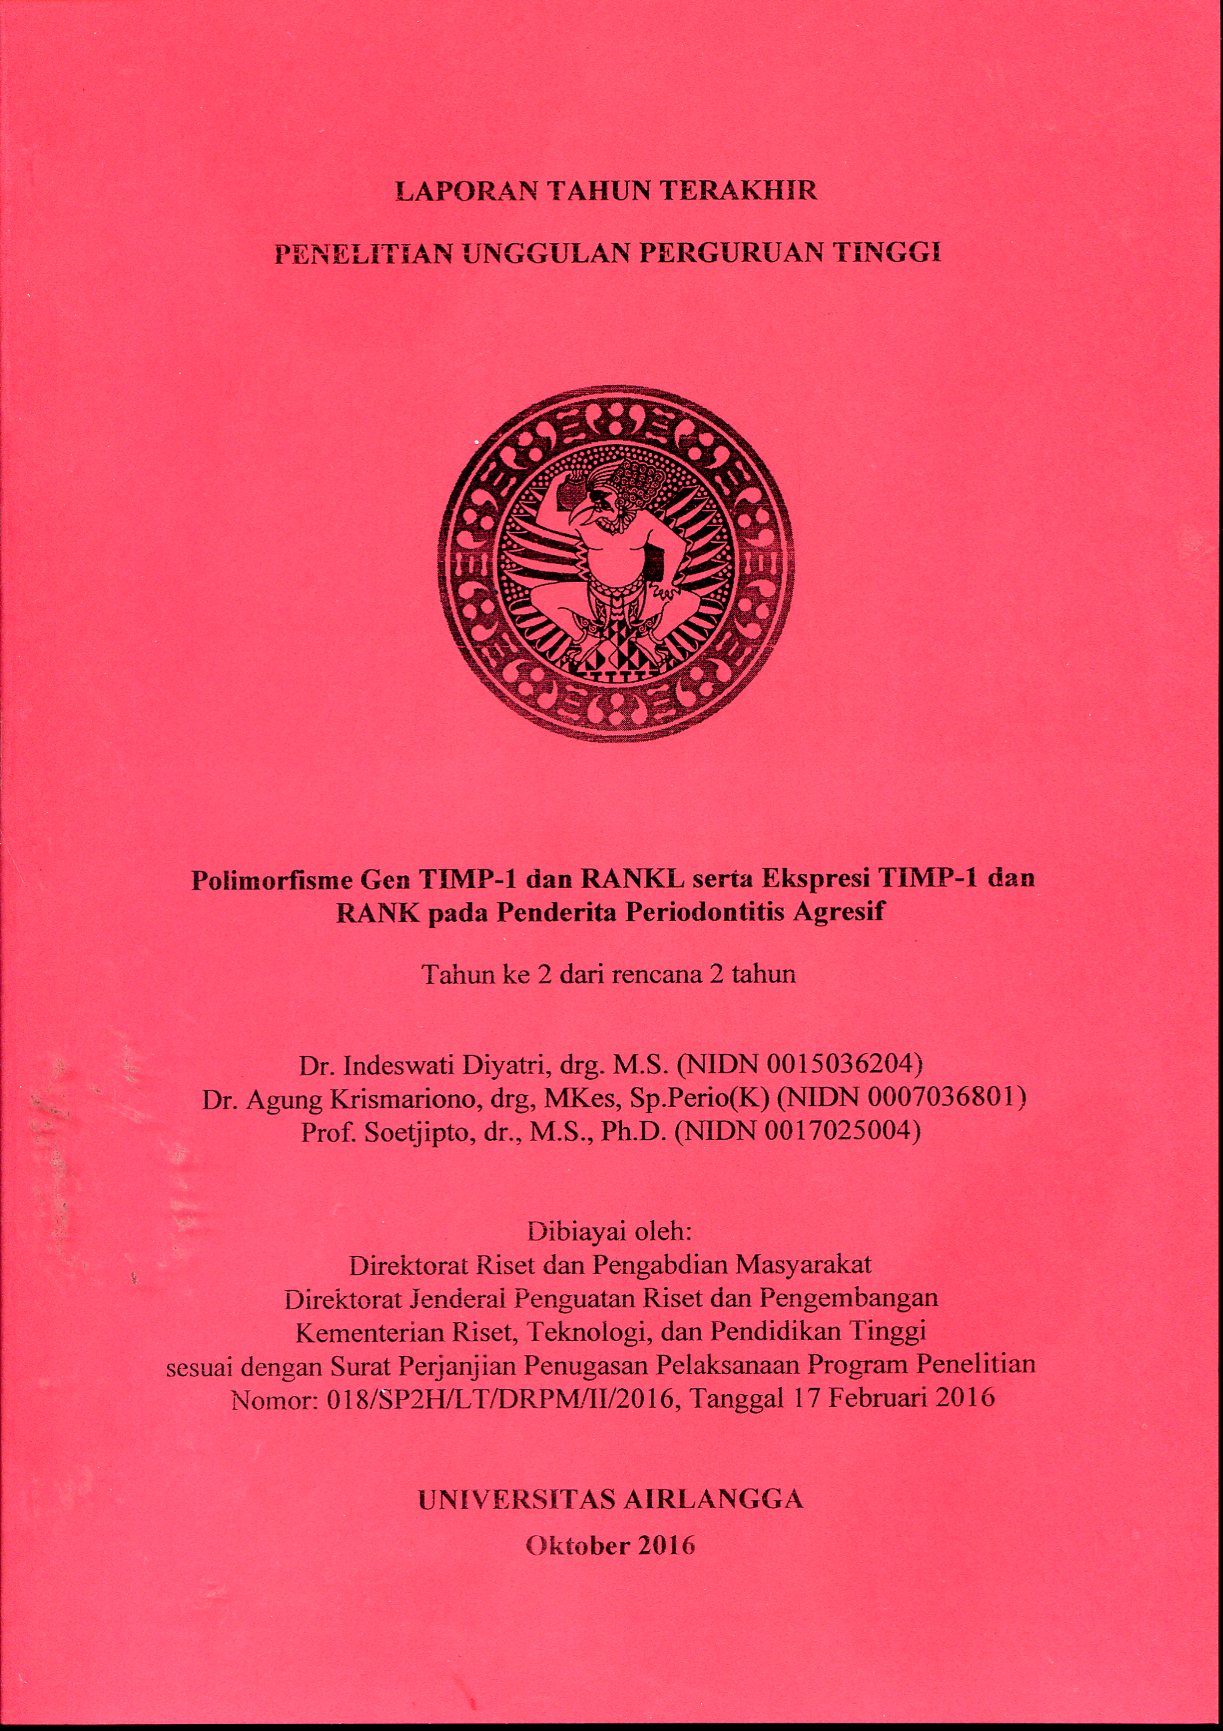 LAPORAN TAHUN TERAKHIR
PENELITIAN UNGGULAN PERGURUAN TINGGI
Polimorfisme Gen TIMP-1 dan RANKL serta Ekspresi TIMP-1 dan
RANK pada Penderita Periodontitis Agresif
Tahun ke 2 dari rencana 2 tahun
Dr. Indeswati Diyatri, drg. M.S. (NIDN 0015036204)
Dr. Agung Krismariono, drg, MKes, Sp.Perio(K) (NIDN 0007036801)
Prof. Soetjipto, dr., M.S., Ph.D. (NIDN 0017025004)
Dibiayai oleh:
Direktorat Riset dan Pengabdian Masyarakat
Direktorat Jenderal Penguatan Riset dan Pengembangan
Kementerian Riset, Teknologi, dan Pendidikan Tinggi
sesuai dengan Surat Perjanjian Penugasan Pelaksanaan Program Penelitian
Nomor: 018/SP2H/LT/DRPM/II/2016, Tanggal 17 Februari 2016
UNIVERSITAS AIRLANGGA
Oktober 2016